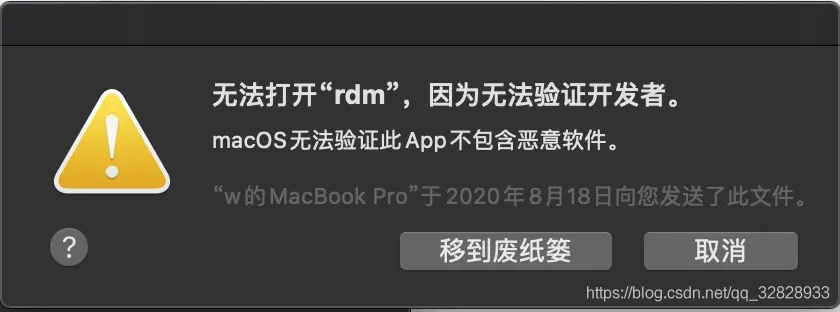 无法打开“rdm”，因为无法验证开发者。
macOS无法验证此App不包含恶意软件。
“w的MacBook Pro”于2020年8月18日向您发送了此文件。
?
移到废纸篓
取消
https://blog.csdn.net/qq_32828933